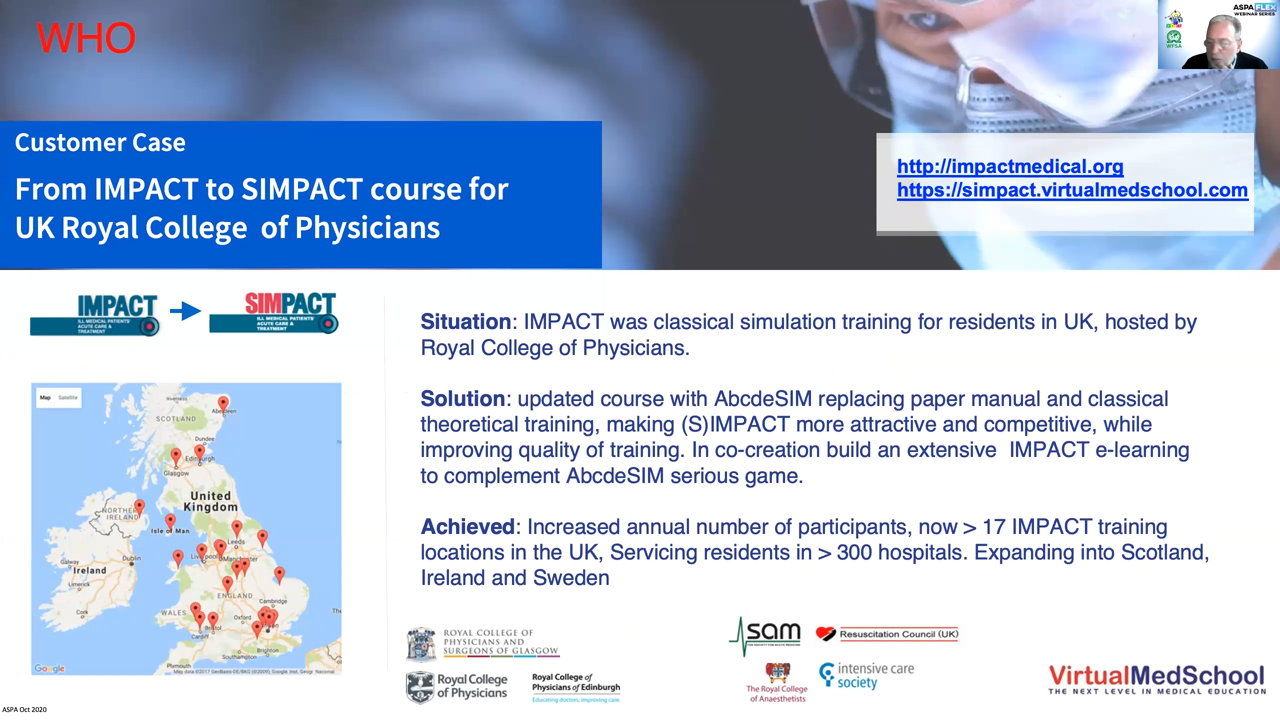 WHO
ASPA FLEX
WEBINAR SERIES
WFSA
Customer Case
From IMPACT to SIMPACT course for
UK Royal College of Physicians
http://impactmedical.org
https://simpact.virtualmedschool.com
IMPACT
ILL MEDICAL PATIENTS'
ACUTE CARE &
TREATMENT
SIMPACT
ILL MEDICAL PATIENTS'
ACUTE CARE &
TREATMENT
Situation: IMPACT was classical simulation training for residents in UK, hosted by
Royal College of Physicians.
Solution: updated course with AbcdeSIM replacing paper manual and classical
theoretical training, making (S)IMPACT more attractive and competitive, while
improving quality of training. In co-creation build an extensive IMPACT e-learning
to complement AbcdeSIM serious game.
Achieved: Increased annual number of participants, now > 17 IMPACT training
locations in the UK, Servicing residents in > 300 hospitals. Expanding into Scotland,
Ireland and Sweden
Map Satellite
Inverness
Aberdeen
SCOTLAND
Dundee
Edinburgh
Glasgow
United
Kingdom
NORTHERN
IRELAND
Isle of Man
Leeds
Dublin
Liverpool
Manchester
Galway
Ireland
Limerick
ENGLAND
Cork
Cambridge
WALES
Oxford
Cardiff
Bristol
Southampton
Brighton
Plymouth
Google
ROYAL COLLEGE OF
PHYSICIANS AND
SURGEONS OF GLASGOW
sam
THE SOCIETY FOR ACUTE MEDICINE
Resuscitation Council (UK)
Royal College
of Physicians
Royal College of
Physicians of Edinburgh
Educating doctors, improving care
The Royal College
of Anaesthetists
intensive care
society
VirtualMedSchool
THE NEXT LEVEL IN MEDICAL EDUCATION
ASPA Oct 2020